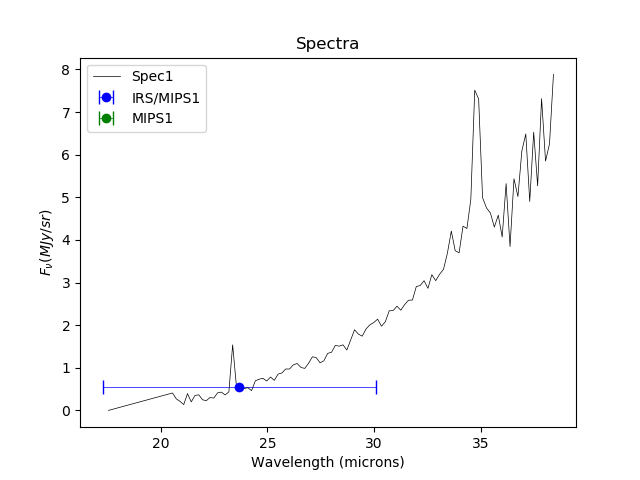 Spectra
Spec1
IRS/MIPS1
MIPS1
8
7
6
5
4
3
2
1
0
F_ν(MJy/sr)
20 25 30 35
Wavelength (microns)